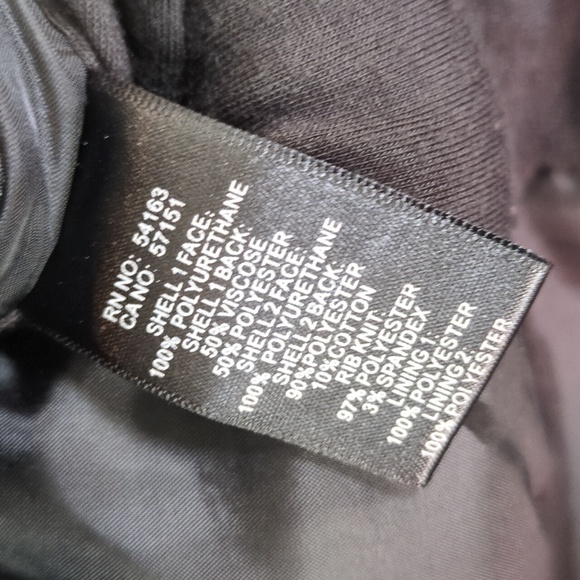 RN NO: 54163
CA NO: 57151
SHELL 1 FACE:
100% POLYURETHANE
SHELL 1 BACK:
50% VISCOSE
50% POLYESTER
SHELL 2 FACE:
100% POLYURETHANE
SHELL 2 BACK:
90%POLYESTER
10%COTTON
RIB KNIT
97% POLYESTER
3% SPANDEX
LINING 1
100% POLYESTER
LINING 2
100% POLYESTER